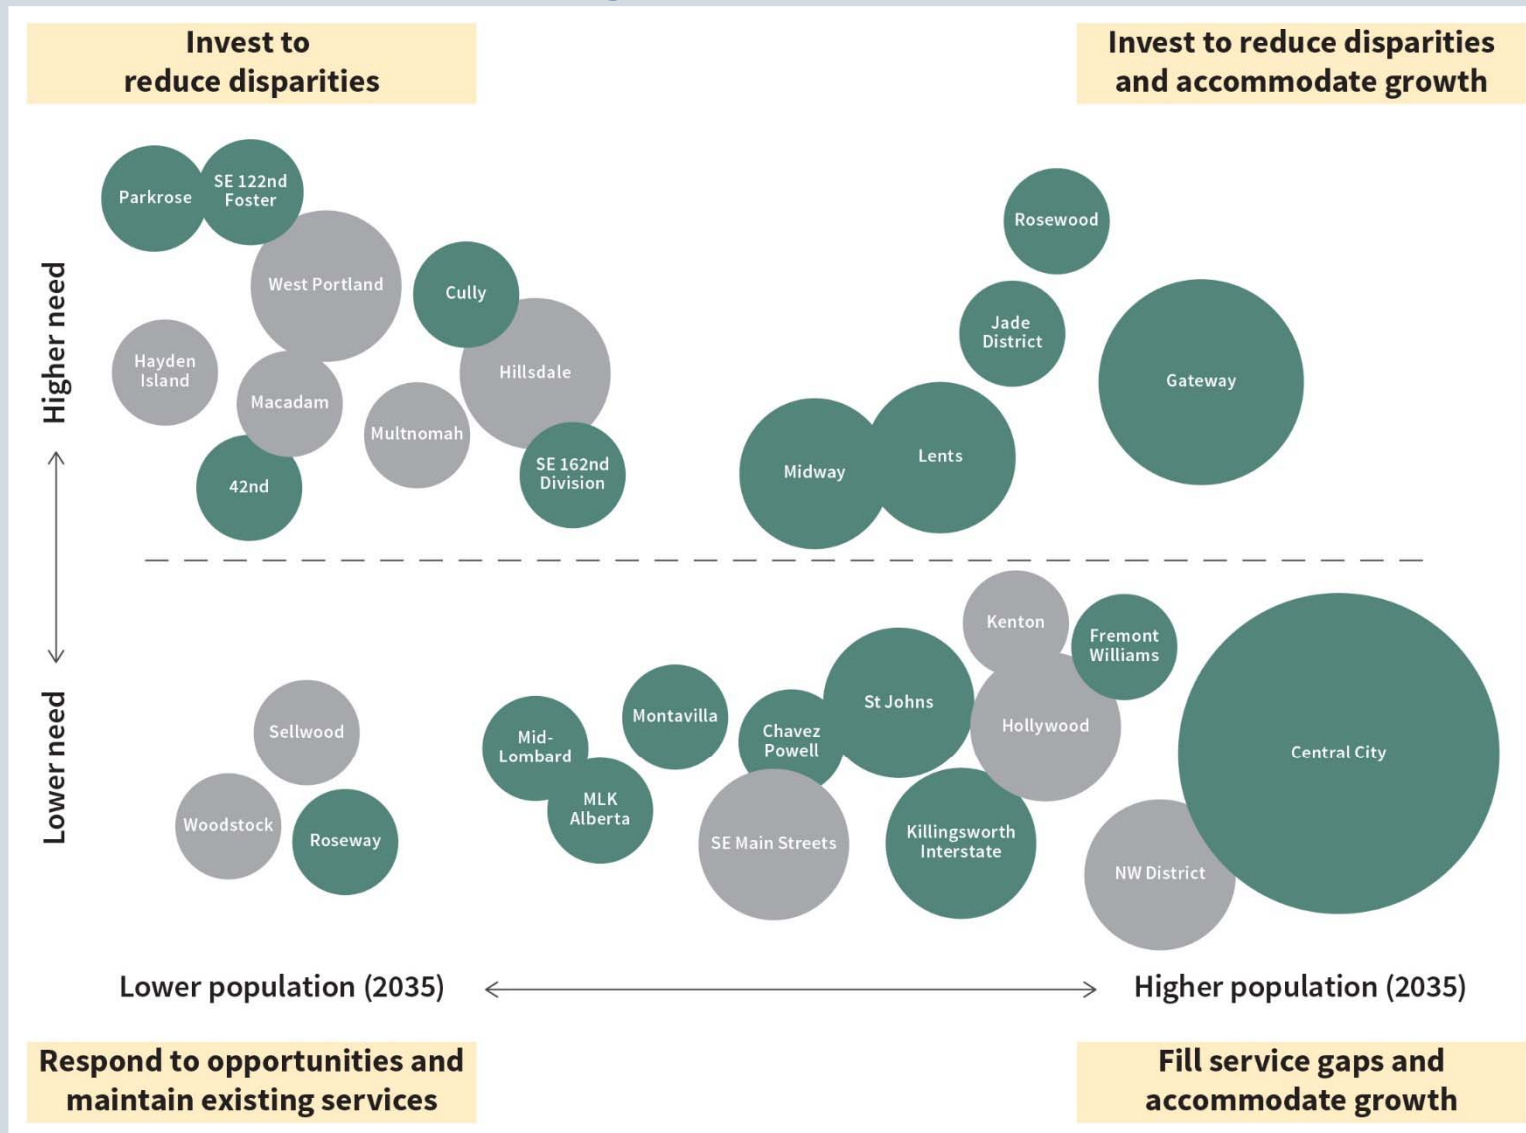 Invest to
reduce disparities
Invest to reduce disparities
and accommodate growth
Higher need
Lower need
Parkrose
SE 122nd
Foster
West Portland
Cully
Hayden
Island
Macadam
Multnomah
Hillsdale
42nd
SE 162nd
Division
Rosewood
Jade
District
Gateway
Midway
Lents
Kenton
Fremont
Williams
Sellwood
Mid-
Lombard
Montavilla
Chavez
Powell
St Johns
Hollywood
Central City
Woodstock
Roseway
MLK
Alberta
SE Main Streets
Killingsworth
Interstate
NW District
Lower population (2035)
Higher population (2035)
Respond to opportunities and
maintain existing services
Fill service gaps and
accommodate growth